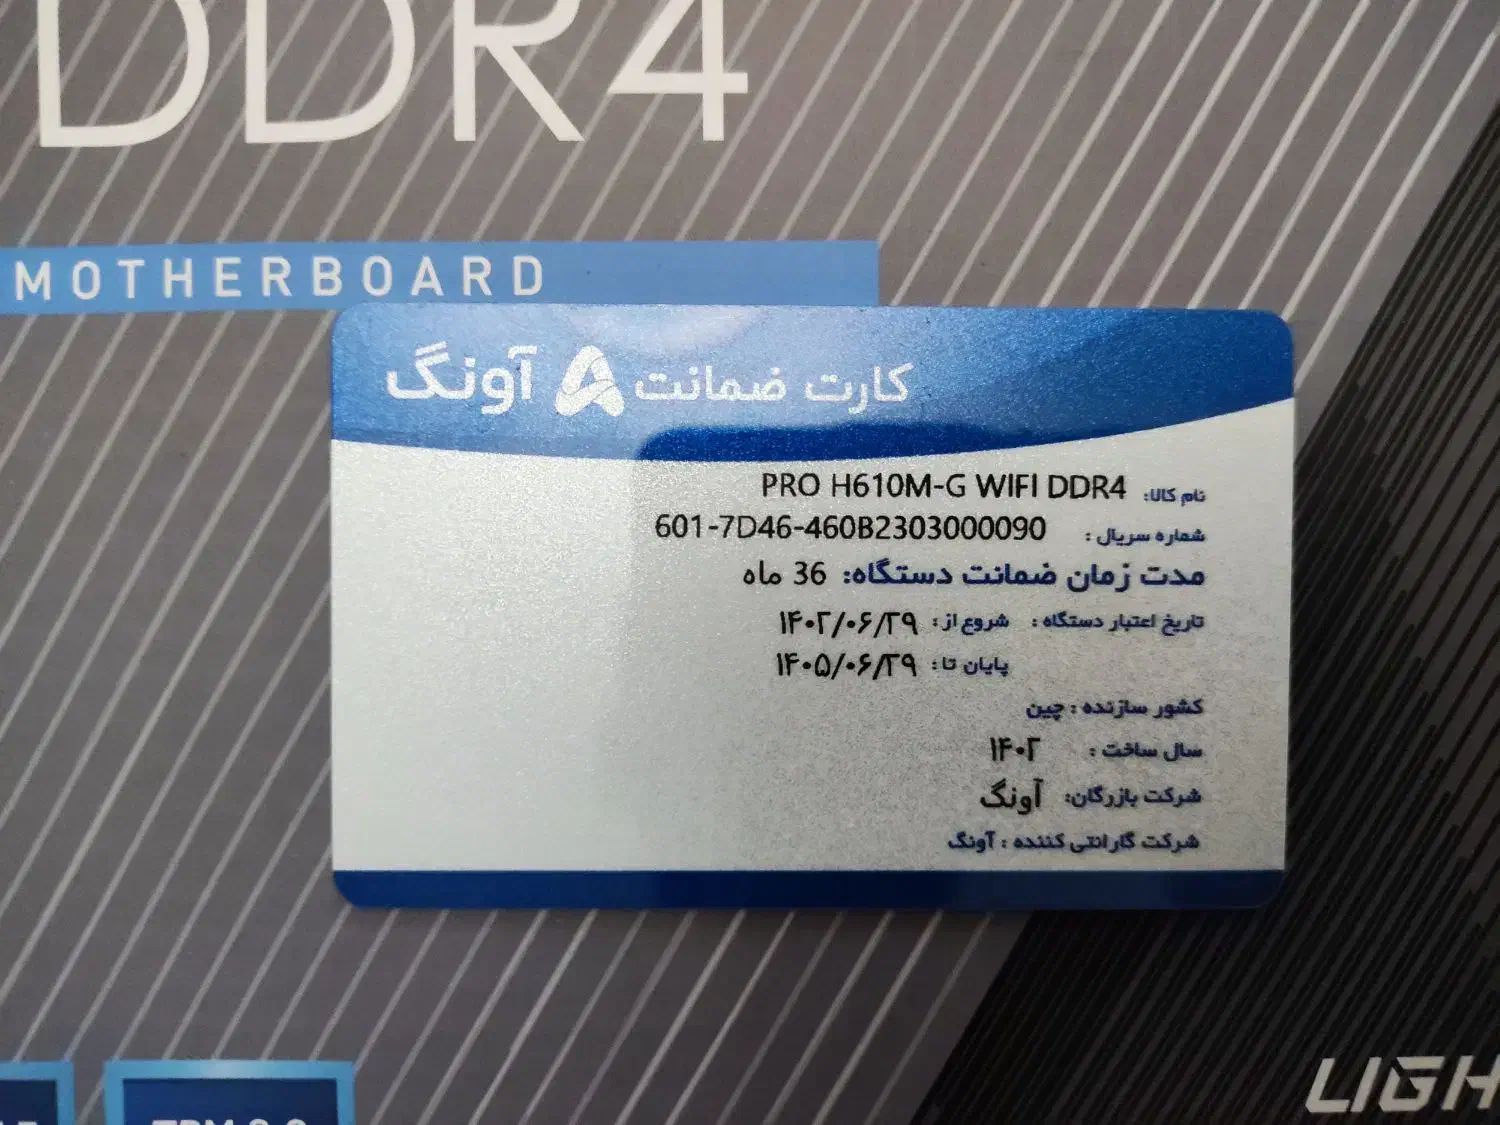 DDR4
MOTHERBOARD
کارت ضمانت آونگ
نام کالا: PRO H610M-G WIFI DDR4
شماره سریال : 601-7D46-460B2303000090
مدت زمان ضمانت دستگاه: 36 ماه
تاریخ اعتبار دستگاه : شروع از : ۱۴۰۲/۰۶/۲۹
پایان تا : ۱۴۰۵/۰۶/۲۹
کشور سازنده : چین
سال ساخت : ۱۴۰۲
شرکت بازرگان: آونگ
شرکت گارانتی کننده : آونگ
LIGH